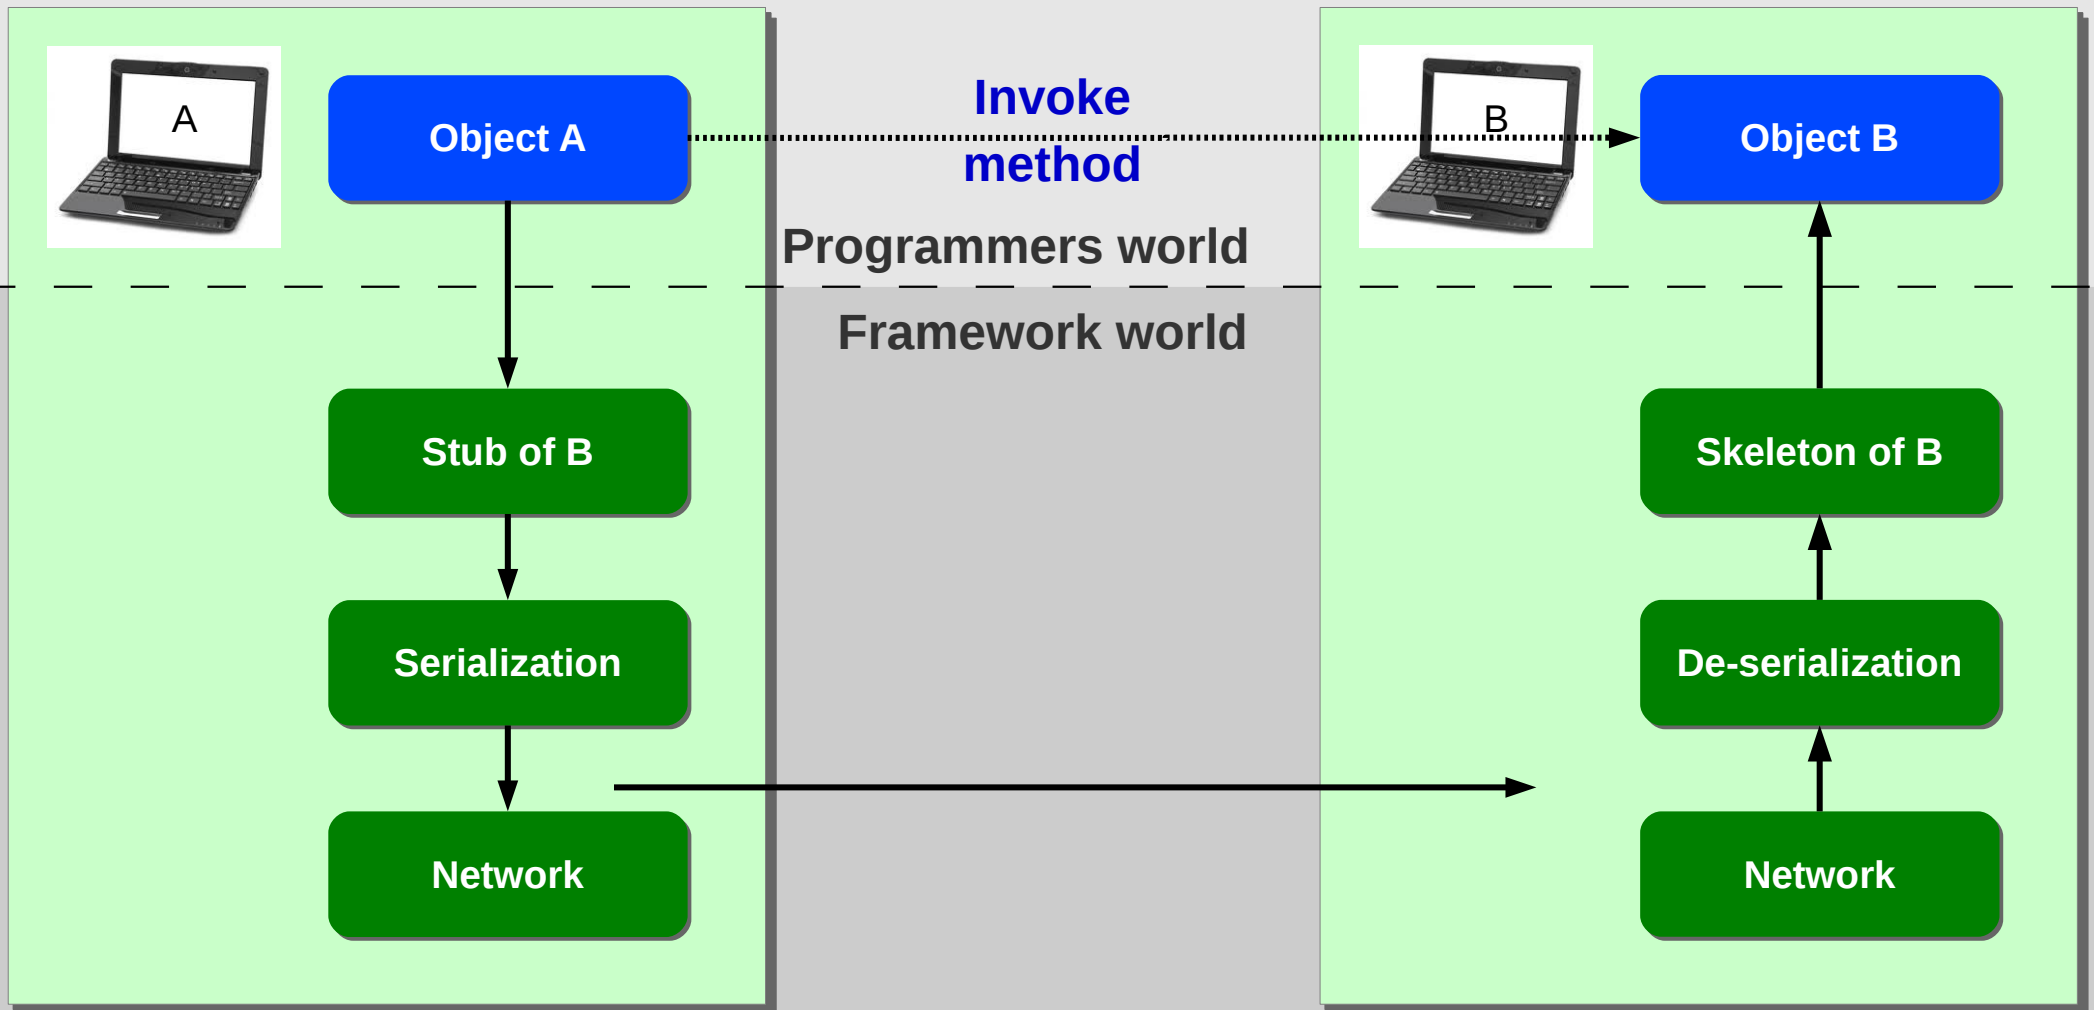 A
Object A
Invoke
method
B
Object B
Programmers world
Framework world
Stub of B
Skeleton of B
Serialization
De-serialization
Network
Network